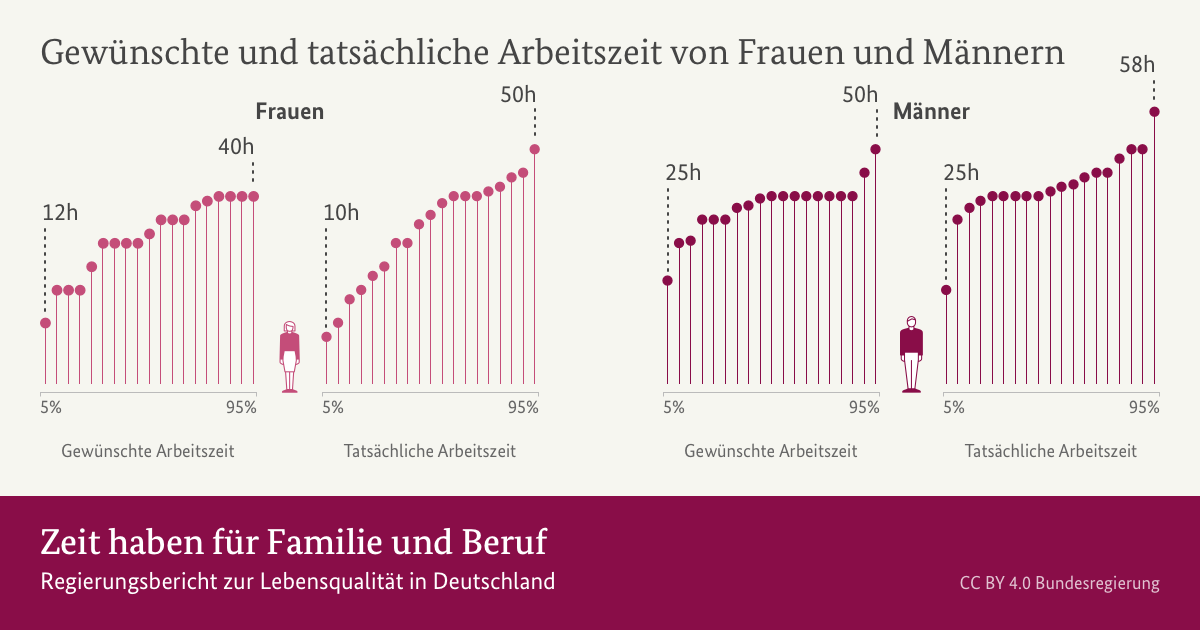 Gewünschte und tatsächliche Arbeitszeit von Frauen und Männern
Frauen
12h
40h
5%
95%
Gewünschte Arbeitszeit
10h
50h
5%
95%
Tatsächliche Arbeitszeit
Männer
25h
50h
5%
95%
Gewünschte Arbeitszeit
25h
58h
5%
95%
Tatsächliche Arbeitszeit
Zeit haben für Familie und Beruf
Regierungsbericht zur Lebensqualität in Deutschland
CC BY 4.0 Bundesregierung